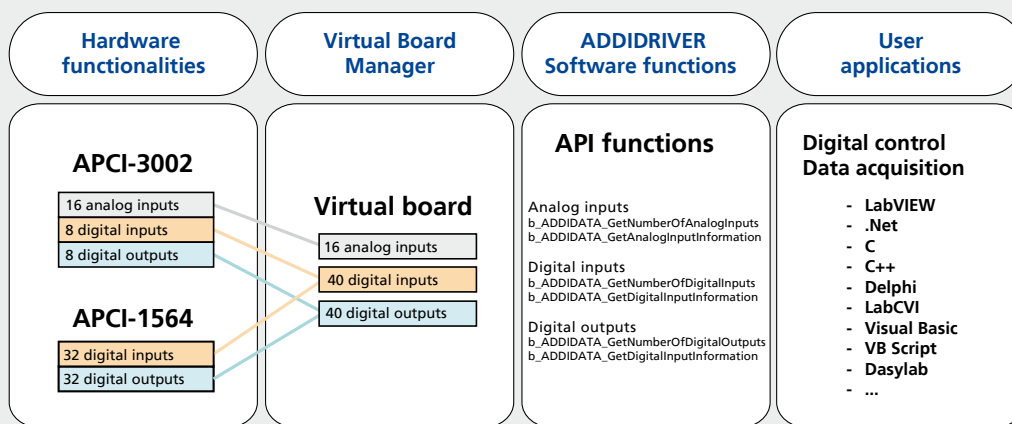 Hardware
functionalities
Virtual Board
Manager
ADDIDRIVER
Software functions
User
applications
APCI-3002
16 analog inputs
8 digital inputs
8 digital outputs
APCI-1564
32 digital inputs
32 digital outputs
Virtual board
16 analog inputs
40 digital inputs
40 digital outputs
API functions
Analog inputs
b_ADDIDATA_GetNumberOfAnalogInputs
b_ADDIDATA_GetAnalogInputInformation
Digital inputs
b_ADDIDATA_GetNumberOfDigitalInputs
b_ADDIDATA_GetDigitalInputInformation
Digital outputs
b_ADDIDATA_GetNumberOfDigitalOutputs
b_ADDIDATA_GetDigitalInputInformation
Digital control
Data acquisition
- LabVIEW
- .Net
- C
- C++
- Delphi
- LabCVI
- Visual Basic
- VB Script
- Dasylab
- ...